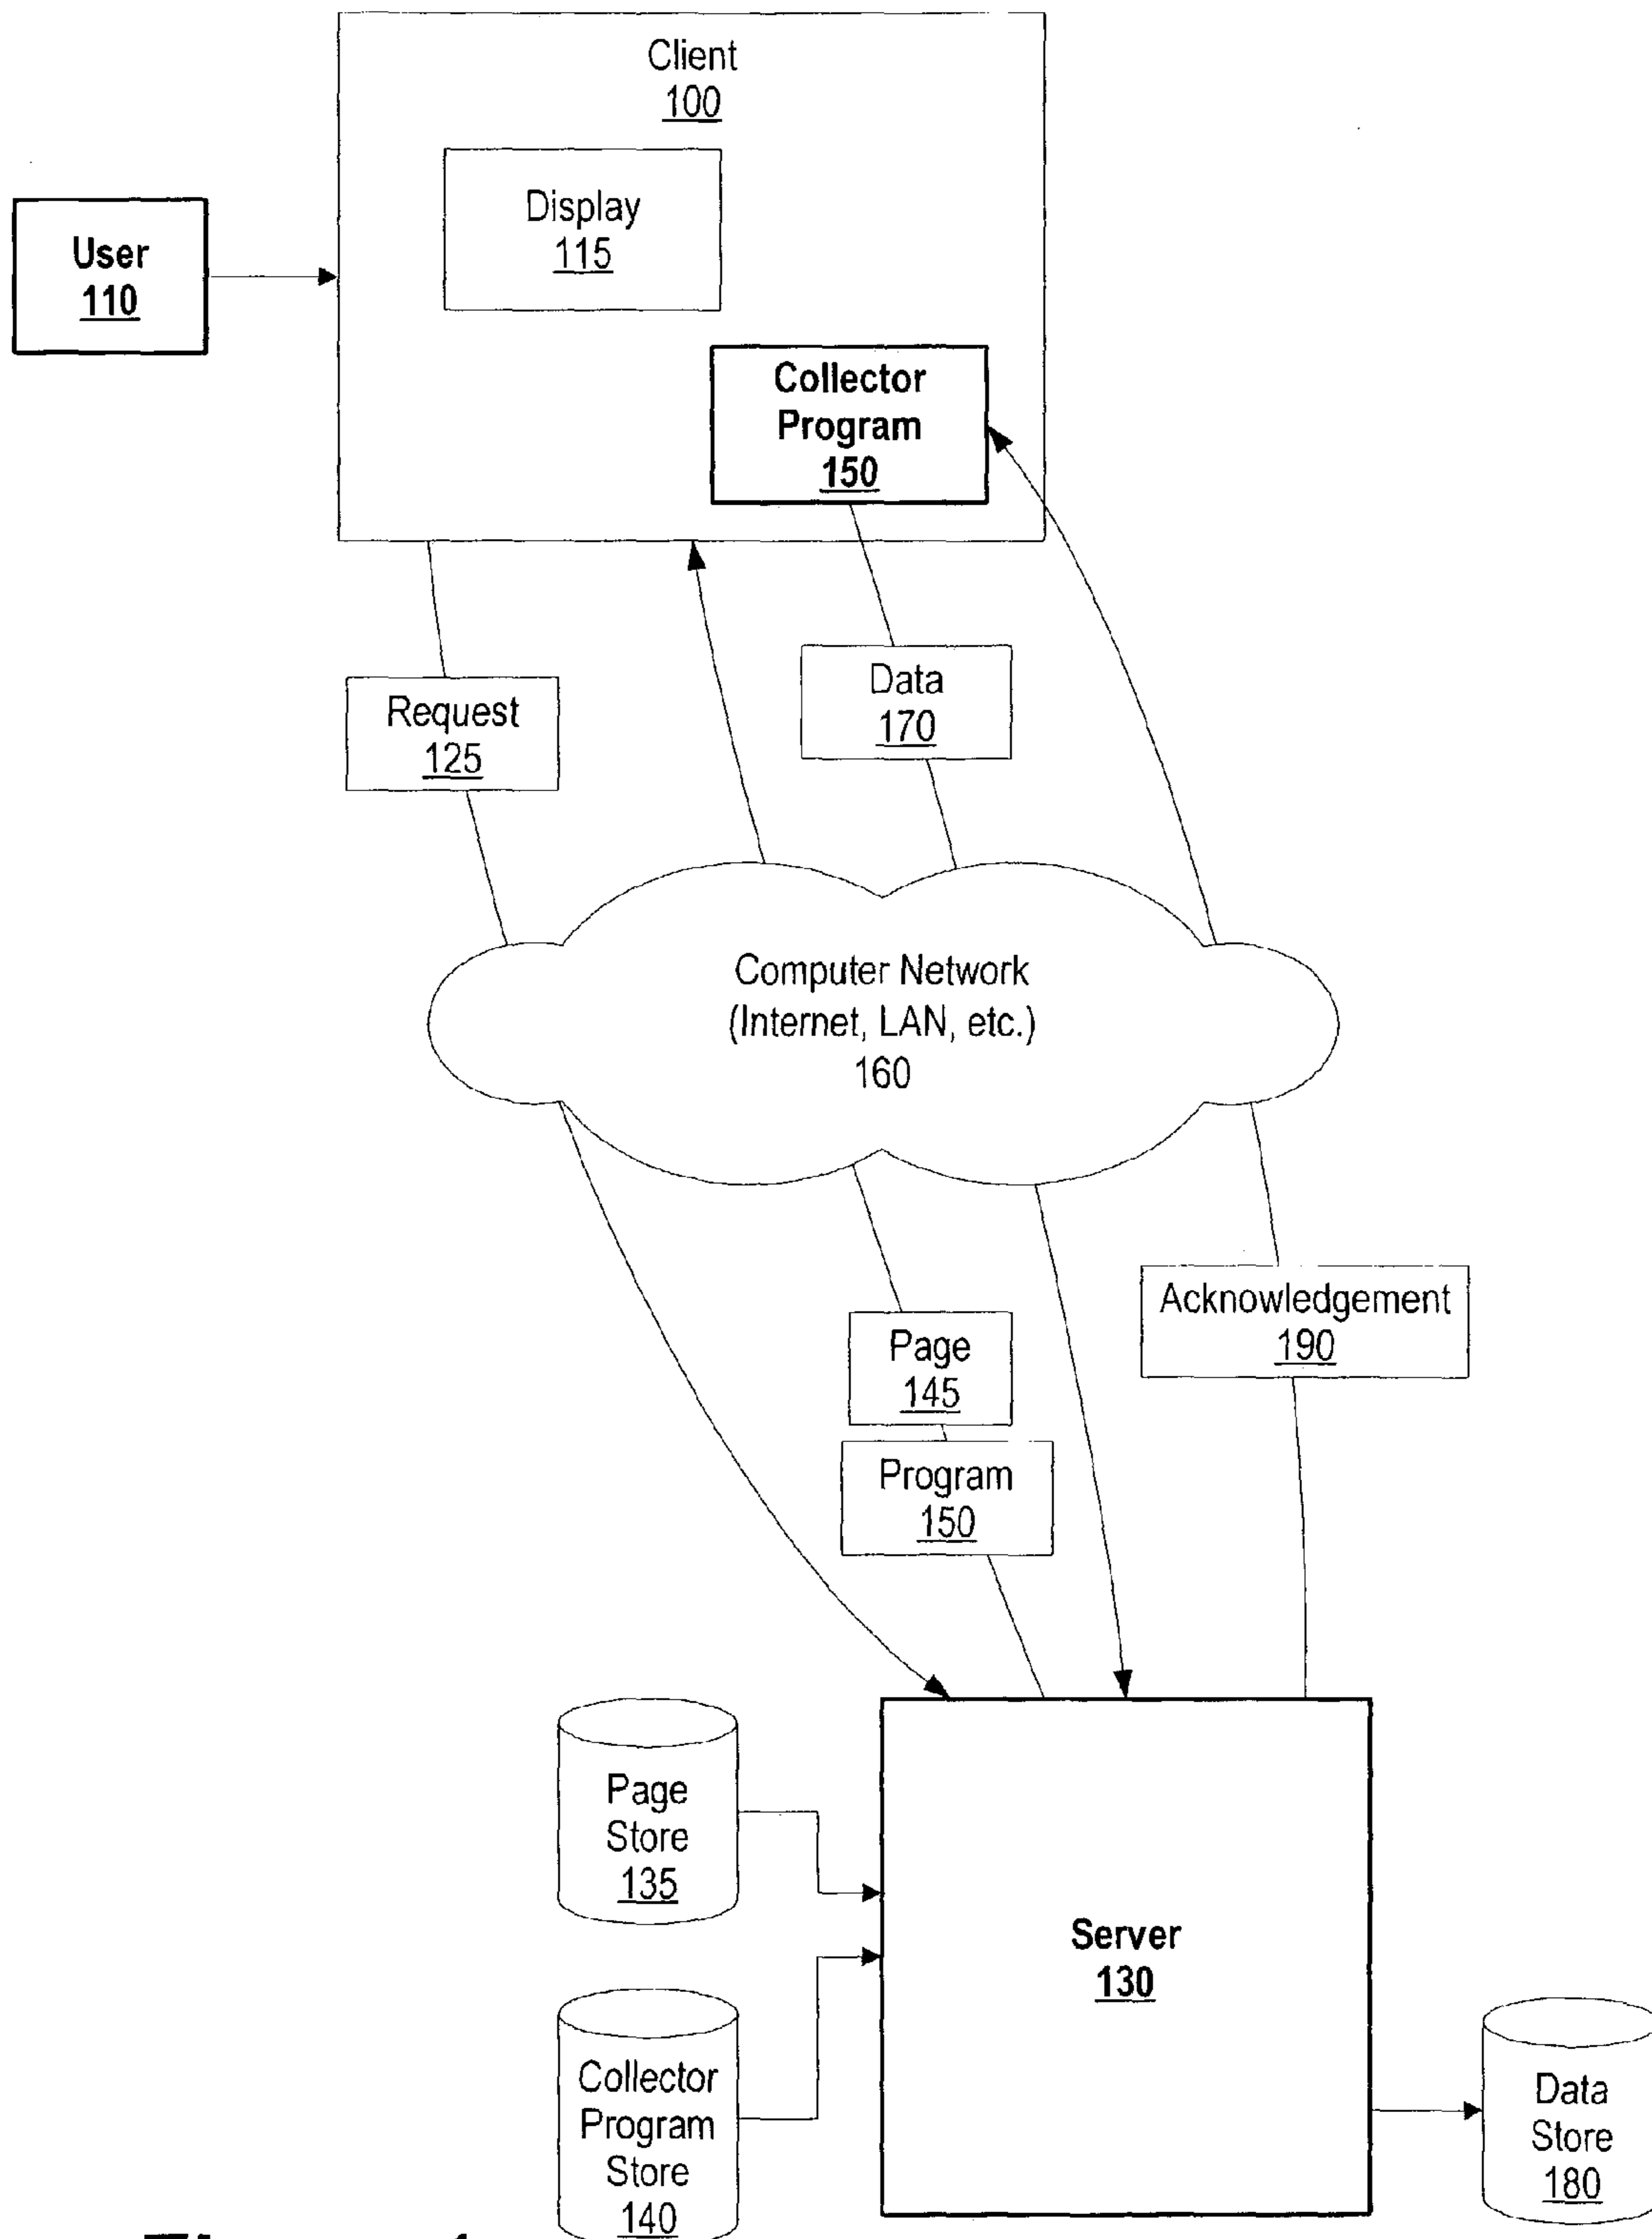 Client
100
Display
115
User
110
Collector
Program
150
Data
170
Request
125
Computer Network
(Internet, LAN, etc.)
160
Acknowledgement
190
Page
145
Program
150
Page
Store
135
Server
130
Collector
Program
Store
140
Data
Store
180